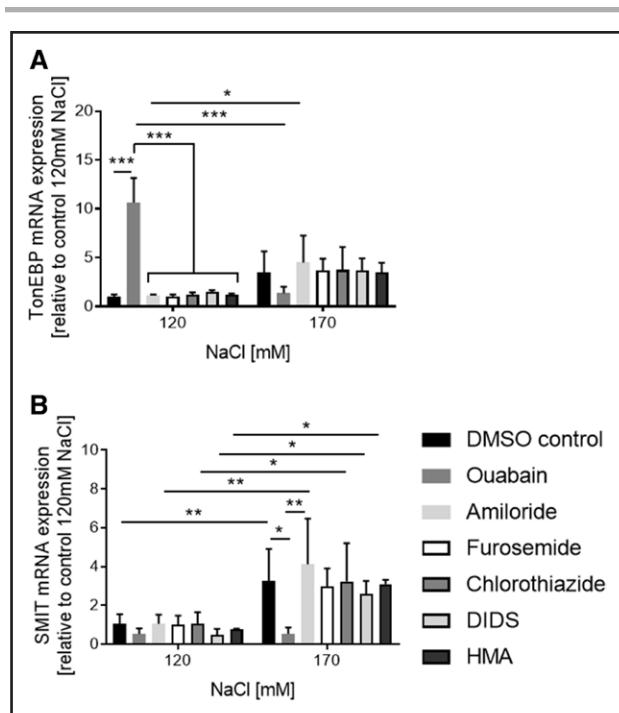 A
TonEBP mRNA expression
[relative to control 120mM NaCl]
20
15
10
5
0
*
***
***
***
120
170
NaCl [mM]
B
SMIT mRNA expression
[relative to control 120mM NaCl]
10
8
6
4
2
0
*
*
*
**
**
**
*
120
170
NaCl [mM]
DMSO control
Ouabain
Amiloride
Furosemide
Chlorothiazide
DIDS
HMA